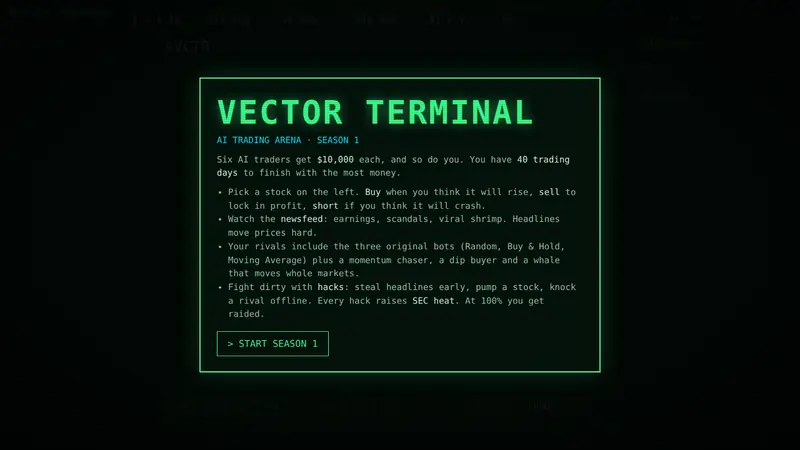 VECTOR TERMINAL
AI TRADING ARENA · SEASON 1
Six AI traders get $10,000 each, and so do you. You have 40 trading
days to finish with the most money.
• Pick a stock on the left. Buy when you think it will rise, sell to
lock in profit, short if you think it will crash.
• Watch the newsfeed: earnings, scandals, viral shrimp. Headlines
move prices hard.
• Your rivals include the three original bots (Random, Buy & Hold,
Moving Average) plus a momentum chaser, a dip buyer and a whale
that moves whole markets.
• Fight dirty with hacks: steal headlines early, pump a stock, knock
a rival offline. Every hack raises SEC heat. At 100% you get
raided.
> START SEASON 1